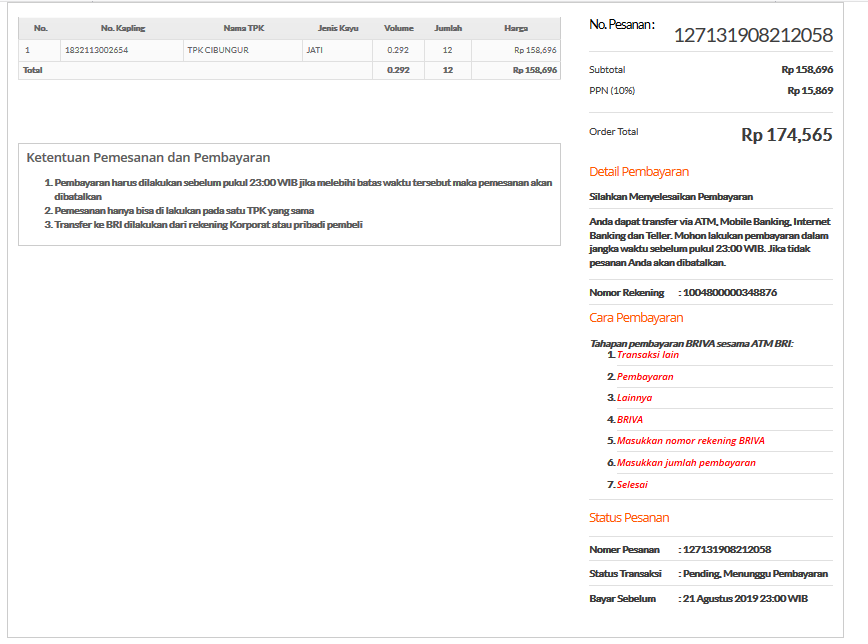 No. No. Kapling Nama TPK Jenis Kayu Volume Jumlah Harga
1 1832113002654 TPK CIBUNGUR JATI 0.292 12 Rp 158,696
Total 0.292 12 Rp 158,696
Ketentuan Pemesanan dan Pembayaran
1. Pembayaran harus dilakukan sebelum pukul 23:00 WIB jika melebihi batas waktu tersebut maka pemesanan akan
dibatalkan
2. Pemesanan hanya bisa di lakukan pada satu TPK yang sama
3. Transfer ke BRI dilakukan dari rekening Korporat atau pribadi pembeli
No. Pesanan : 127131908212058
Subtotal Rp 158,696
PPN (10%) Rp 15,869
Order Total Rp 174,565
Detail Pembayaran
Silahkan Menyelesaikan Pembayaran
Anda dapat transfer via ATM, Mobile Banking, Internet
Banking dan Teller. Mohon lakukan pembayaran dalam
jangka waktu sebelum pukul 23:00 WIB. Jika tidak
pesanan Anda akan dibatalkan.
Nomor Rekening : 1004800000348876
Cara Pembayaran
Tahapan pembayaran BRIVA sesama ATM BRI:
1. Transaksi lain
2. Pembayaran
3. Lainnya
4. BRIVA
5. Masukkan nomor rekening BRIVA
6. Masukkan jumlah pembayaran
7. Selesai
Status Pesanan
Nomer Pesanan : 127131908212058
Status Transaksi : Pending, Menunggu Pembayaran
Bayar Sebelum : 21 Agustus 2019 23:00 WIB